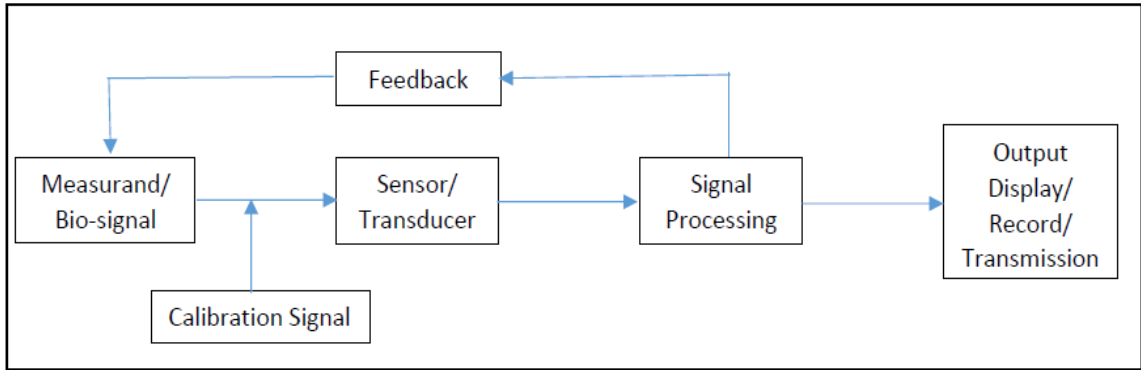 Feedback
Measurand/
Bio-signal
Sensor/
Transducer
Signal
Processing
Output
Display/
Record/
Transmission
Calibration Signal